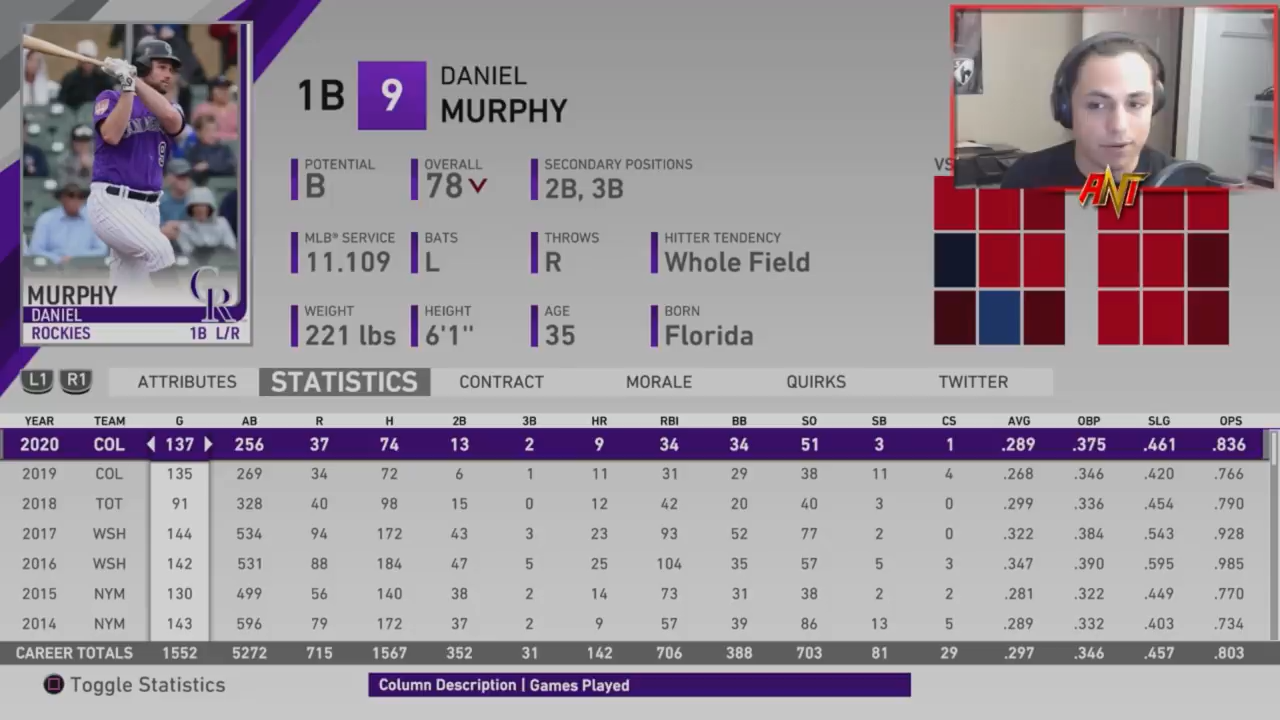 1B 9 DANIEL
MURPHY
POTENTIAL OVERALL SECONDARY POSITIONS
B 78 2B, 3B
VS
MLB® SERVICE BATS THROWS HITTER TENDENCY
11.109 L R Whole Field
WEIGHT HEIGHT AGE BORN
221 lbs 6'1" 35 Florida
CR
MURPHY
DANIEL
ROCKIES 1B L/R
ANT
L1 R1 ATTRIBUTES STATISTICS CONTRACT MORALE QUIRKS TWITTER
YEAR TEAM G AB R H 2B 3B HR RBI BB SO SB CS AVG OBP SLG OPS
2020 COL 137 256 37 74 13 2 9 34 34 51 3 1 .289 .375 .461 .836
2019 COL 135 269 34 72 6 1 11 31 29 38 11 4 .268 .346 .420 .766
2018 TOT 91 328 40 98 15 0 12 42 20 40 3 0 .299 .336 .454 .790
2017 WSH 144 534 94 172 43 3 23 93 52 77 2 0 .322 .384 .543 .928
2016 WSH 142 531 88 184 47 5 25 104 35 57 5 3 .347 .390 .595 .985
2015 NYM 130 499 56 140 38 2 14 73 31 38 2 2 .281 .322 .449 .770
2014 NYM 143 596 79 172 37 2 9 57 39 86 13 5 .289 .332 .403 .734
CAREER TOTALS 1552 5272 715 1567 352 31 142 706 388 703 81 29 .297 .346 .457 .803
Toggle Statistics
Column Description | Games Played